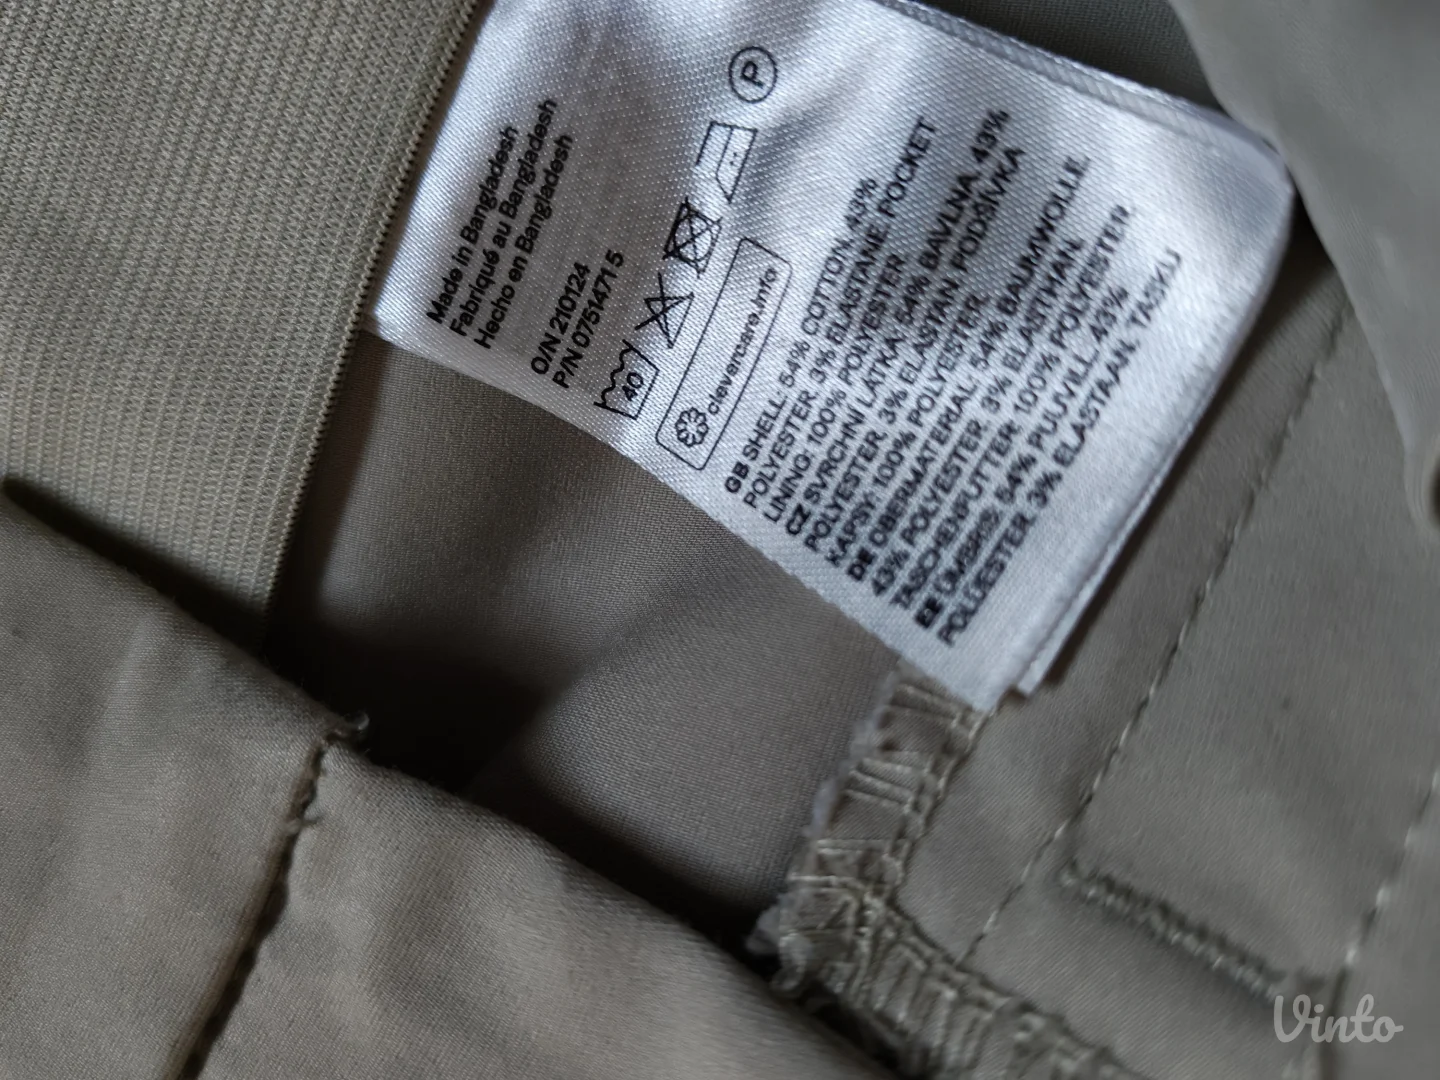 Made in Bangladesh
Fabriqué au Bangladesh
Hecho en Bangladesh
O/N 210124
P/N 07514715
40
P
clevercare.info
GB SHELL: 54% COTTON, 43%
POLYESTER, 3% ELASTANE POCKET
LINING: 100% POLYESTER
CZ SVRCHNÍ LÁTKA: 54% BAVLNA, 43%
POLYESTER, 3% ELASTAN PODŠÍVKA
KAPSY: 100% POLYESTER
DE OBERMATERIAL: 54% BAUMWOLLE,
43% POLYESTER, 3% ELASTHAN.
TASCHENFUTTER: 100% POLYESTER
EE ÜMBRIS: 54% PUUVILL, 43%
POLÜESTER, 3% ELASTAAN. TASKU
Vinto